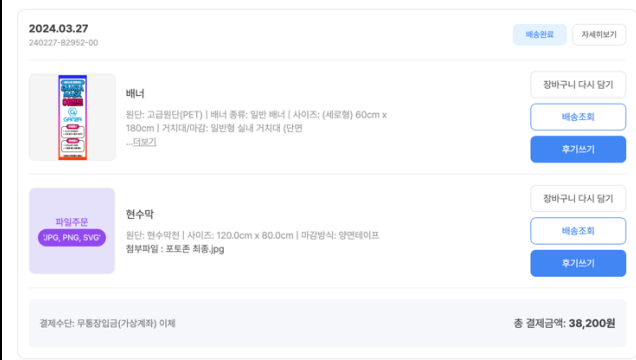 2024.03.27
240227-82952-00
배송완료
자세히보기
배너
원단: 고급원단(PET) | 배너 종류: 일반 배너 | 사이즈: (세로형) 60cm x
180cm | 거치대/마감: 일반형 실내 거치대 (단면
...더보기
장바구니 다시 담기
배송조회
후기쓰기
파일주문
'JPG, PNG, SVG'
현수막
원단: 현수막천 | 사이즈: 120.0cm x 80.0cm | 마감방식: 양면테이프
첨부파일 : 포토존 최종.jpg
장바구니 다시 담기
배송조회
후기쓰기
결제수단: 무통장입금(가상계좌) 이체
총 결제금액: 38,200원